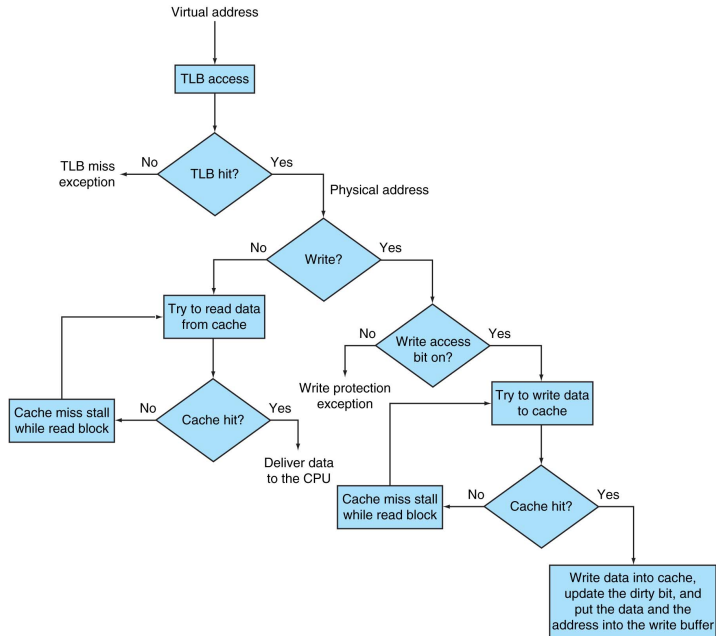 Virtual address
TLB access
No
Yes
TLB miss
exception
TLB hit?
Physical address
No
Yes
Write?
Try to read data
from cache
No
Yes
Write access
bit on?
Write protection
exception
Try to write data
to cache
Cache miss stall
while read block
No
Yes
Cache hit?
Deliver data
to the CPU
Cache miss stall
while read block
No
Yes
Cache hit?
Write data into cache,
update the dirty bit, and
put the data and the
address into the write buffer